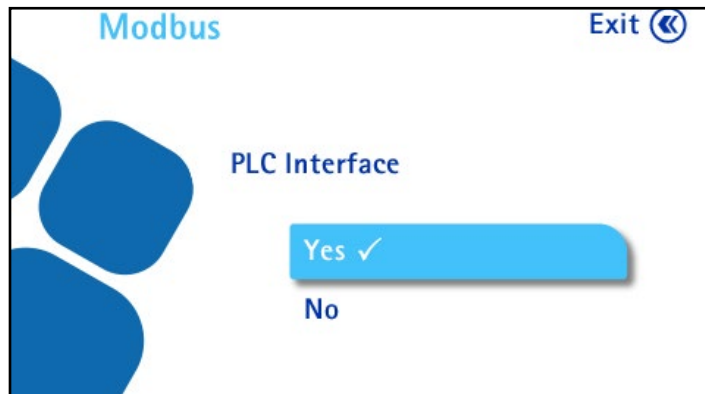 Modbus
Exit
PLC Interface
Yes ✓
No